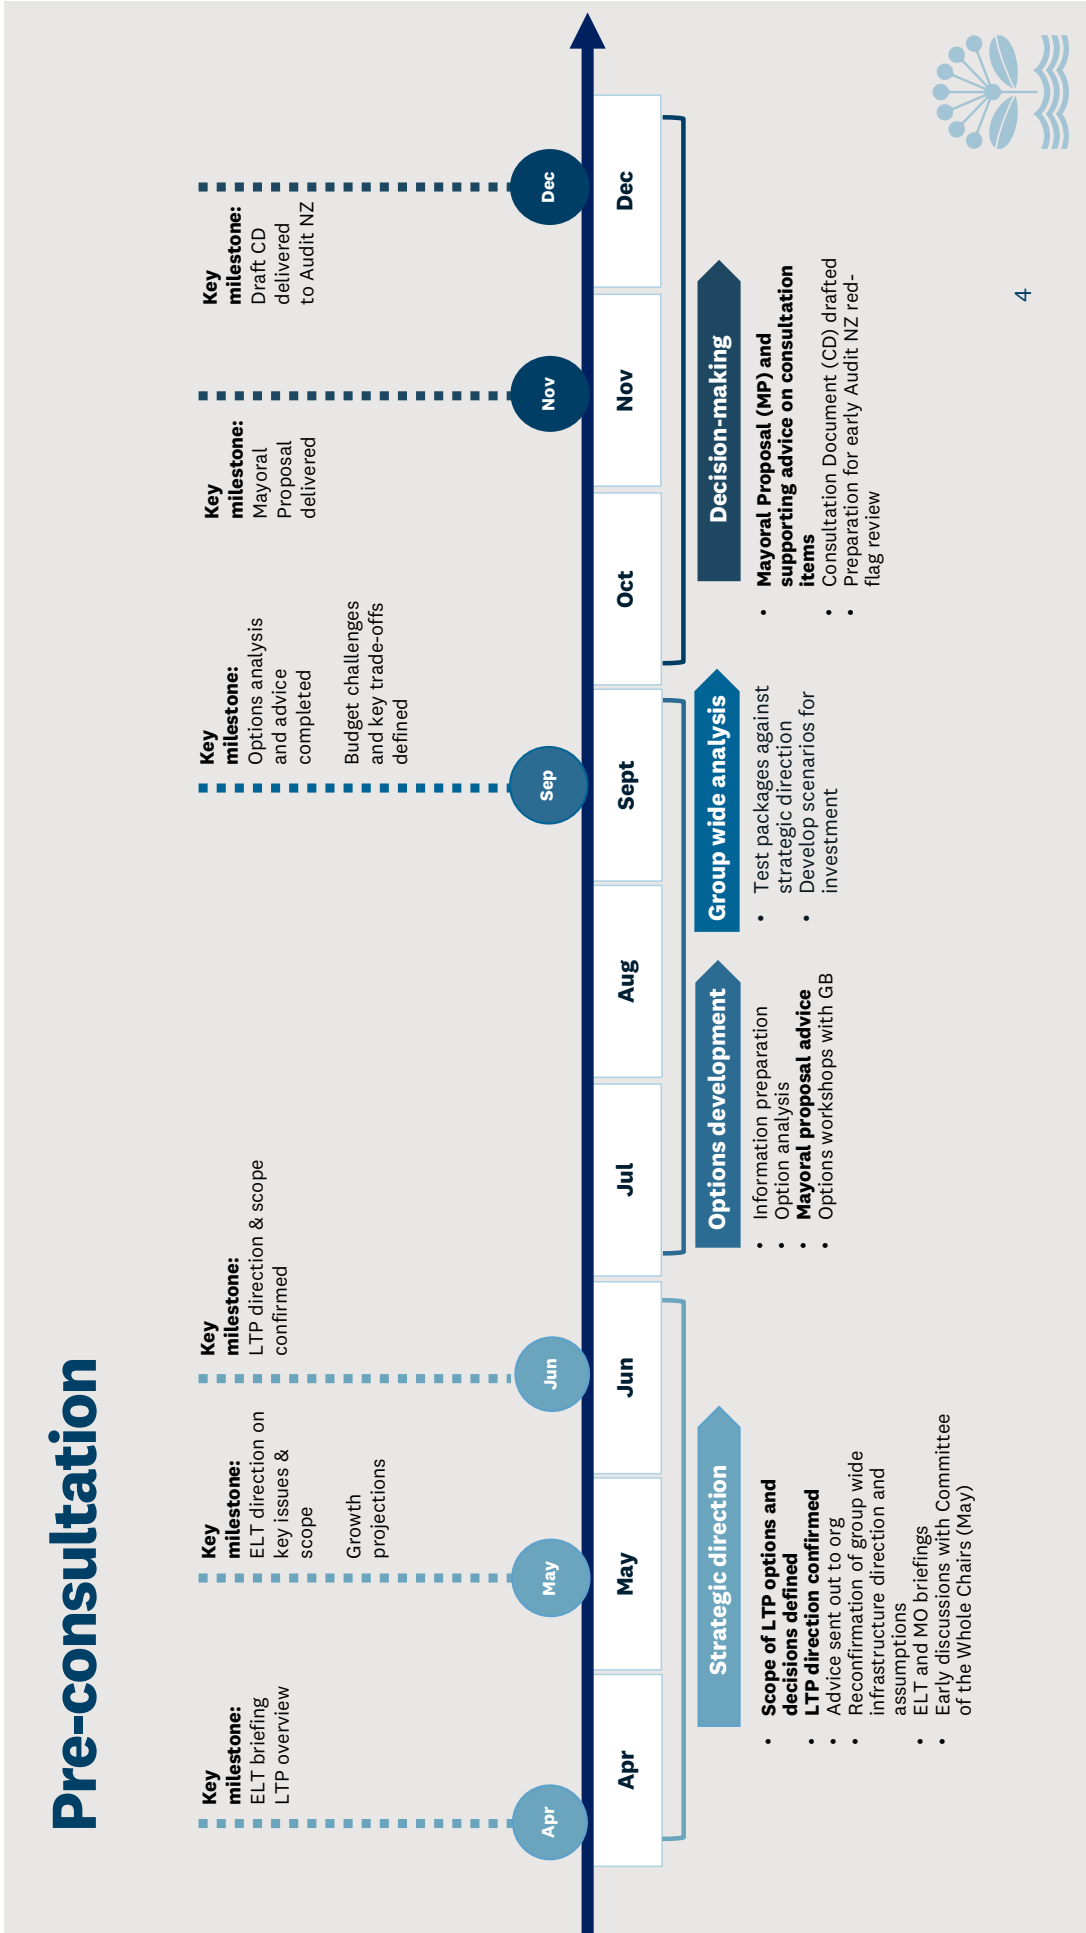 Pre-consultation
Key
milestone:
ELT briefing
LTP overview
Key
milestone:
ELT direction on
key issues &
scope
Growth
projections
Key
milestone:
LTP direction & scope
confirmed
Key
milestone:
Options analysis
and advice
completed
Budget challenges
and key trade-offs
defined
Key
milestone:
Mayoral
Proposal
delivered
Key
milestone:
Draft CD
delivered
to Audit NZ
Apr
May
Jun
Sep
Nov
Dec
Apr
May
Jun
Jul
Aug
Sept
Oct
Nov
Dec
Strategic direction
• Scope of LTP options and
decisions defined
• LTP direction confirmed
• Advice sent out to org
• Reconfirmation of group wide
infrastructure direction and
assumptions
• ELT and MO briefings
• Early discussions with Committee
of the Whole Chairs (May)
Options development
• Information preparation
• Option analysis
• Mayoral proposal advice
• Options workshops with GB
Group wide analysis
• Test packages against
strategic direction
• Develop scenarios for
investment
Decision-making
• Mayoral Proposal (MP) and
supporting advice on consultation
items
• Consultation Document (CD) drafted
• Preparation for early Audit NZ red-
flag review
4